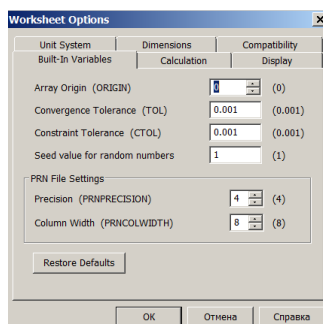 Worksheet Options
Unit System Dimensions Compatibility
Built-In Variables Calculation Display
Array Origin (ORIGIN) 0 (0)
Convergence Tolerance (TOL) 0.001 (0.001)
Constraint Tolerance (CTOL) 0.001 (0.001)
Seed value for random numbers 1 (1)
PRN File Settings
Precision (PRNPRECISION) 4 (4)
Column Width (PRNCOLWIDTH) 8 (8)
Restore Defaults
OK Отмена Справка